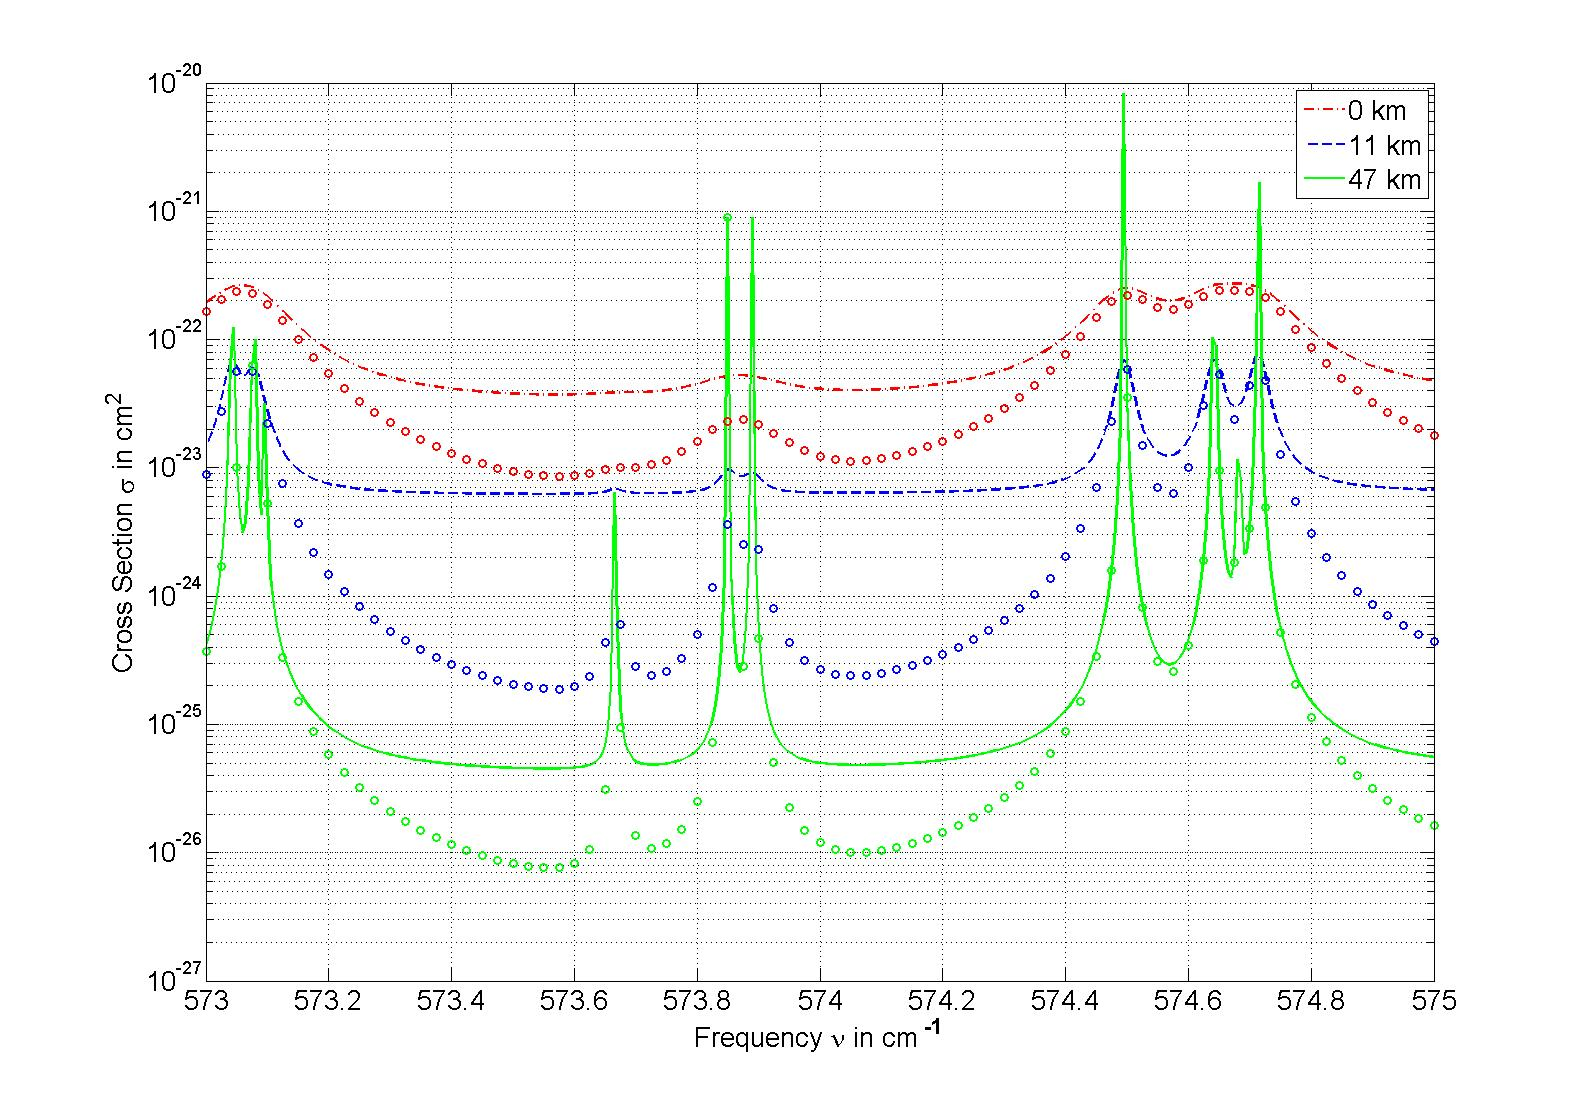 10^-20
10^-21
10^-22
10^-23
10^-24
10^-25
10^-26
10^-27
Cross Section σ in cm²
0 km
11 km
47 km
573 573.2 573.4 573.6 573.8 574 574.2 574.4 574.6 574.8 575
Frequency ν in cm^-1